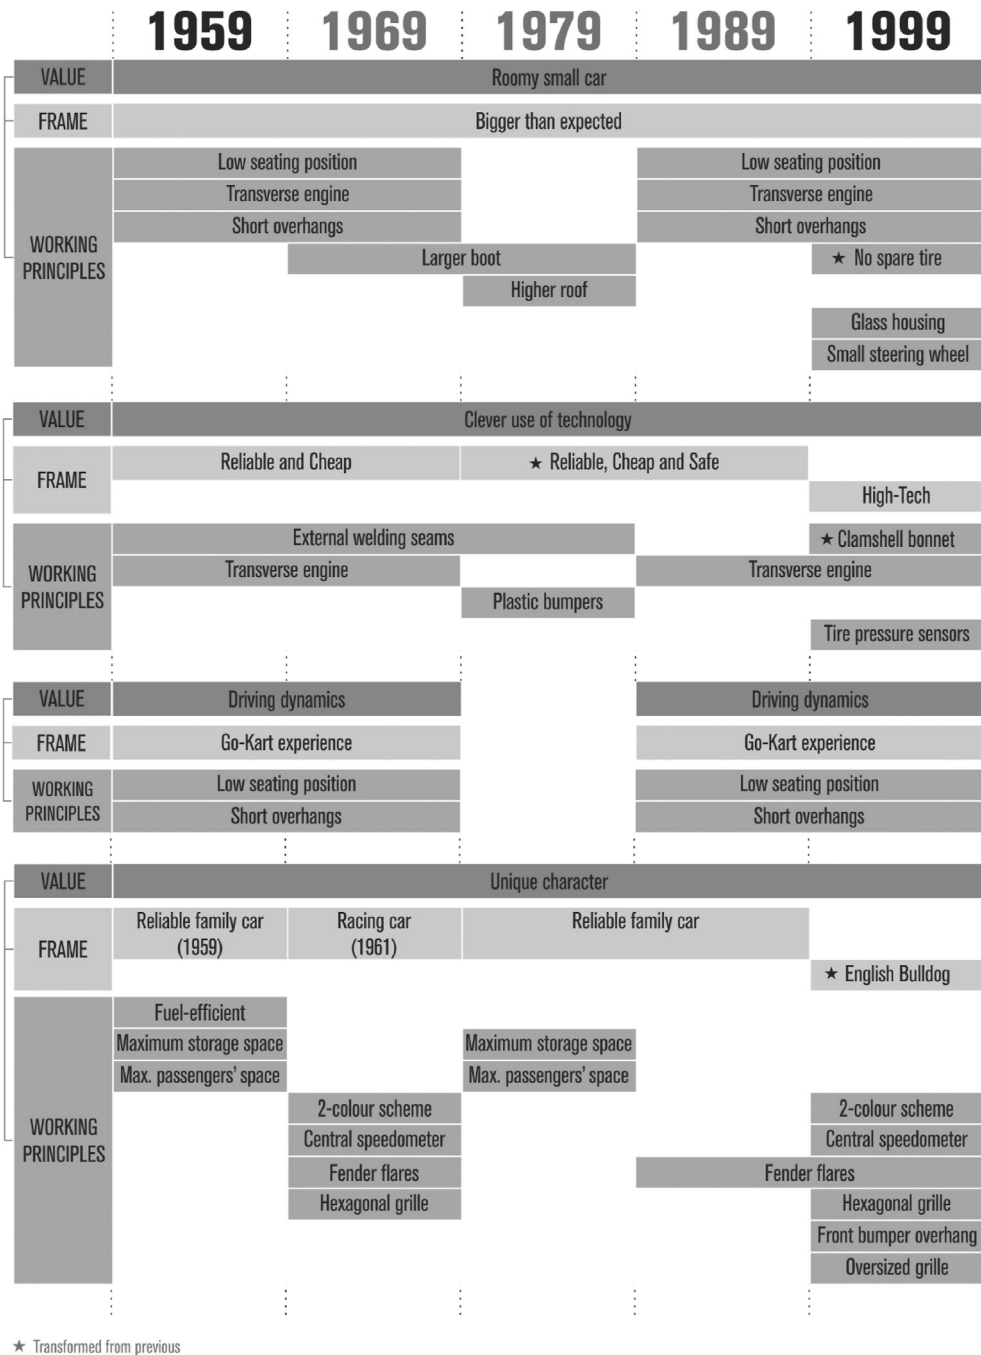 1959 1969 1979 1989 1999
VALUE Roomy small car
FRAME Bigger than expected
WORKING PRINCIPLES
Low seating position Low seating position
Transverse engine Transverse engine
Short overhangs Short overhangs
Larger boot ★ No spare tire
Higher roof
Glass housing
Small steering wheel
VALUE Clever use of technology
FRAME
Reliable and Cheap ★ Reliable, Cheap and Safe
High-Tech
WORKING PRINCIPLES
External welding seams ★ Clamshell bonnet
Transverse engine Transverse engine
Plastic bumpers
Tire pressure sensors
VALUE Driving dynamics Driving dynamics
FRAME Go-Kart experience Go-Kart experience
WORKING PRINCIPLES
Low seating position Low seating position
Short overhangs Short overhangs
VALUE Unique character
FRAME
Reliable family car (1959) Racing car (1961) Reliable family car
★ English Bulldog
WORKING PRINCIPLES
Fuel-efficient
Maximum storage space Maximum storage space
Max. passengers' space Max. passengers' space
2-colour scheme 2-colour scheme
Central speedometer Central speedometer
Fender flares Fender flares
Hexagonal grille Hexagonal grille
Front bumper overhang
Oversized grille
★ Transformed from previous